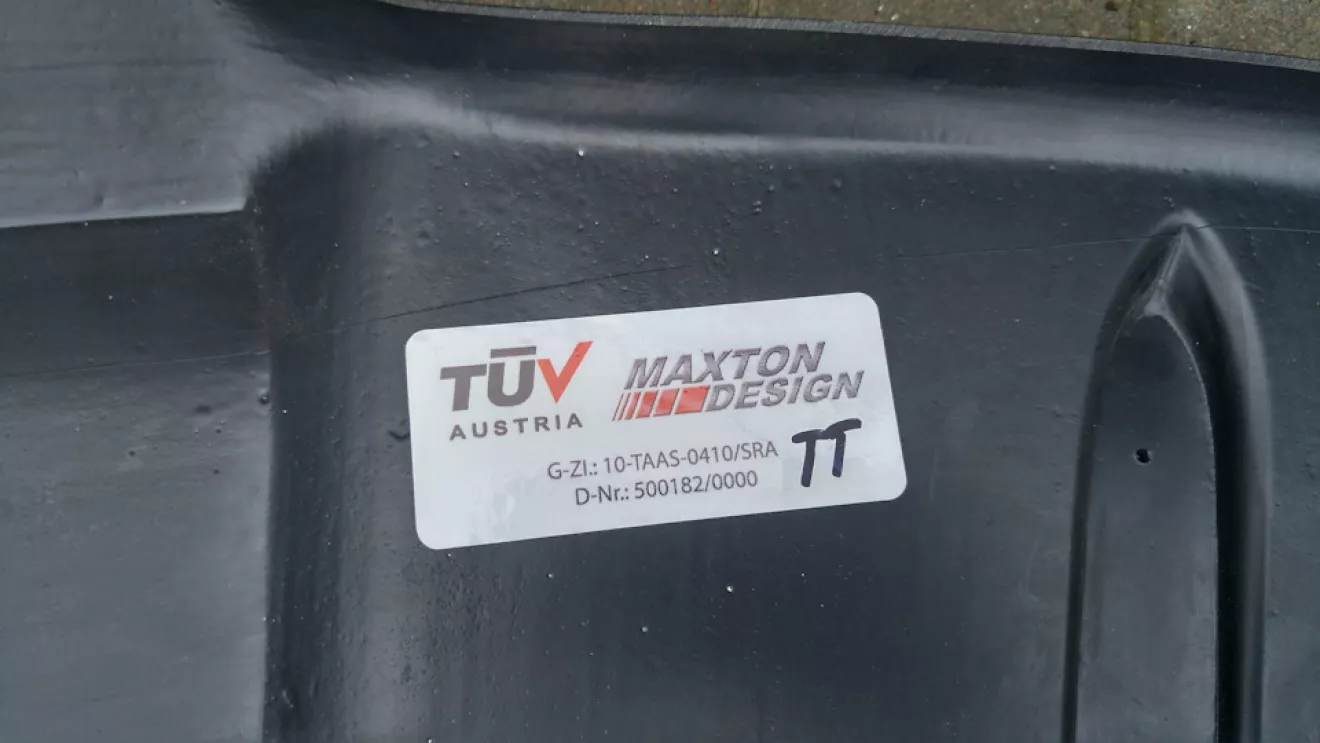 TÜV
AUSTRIA
MAXTON
DESIGN
G-ZI.: 10-TAAS-0410/SRA
D-Nr.: 500182/0000
TT